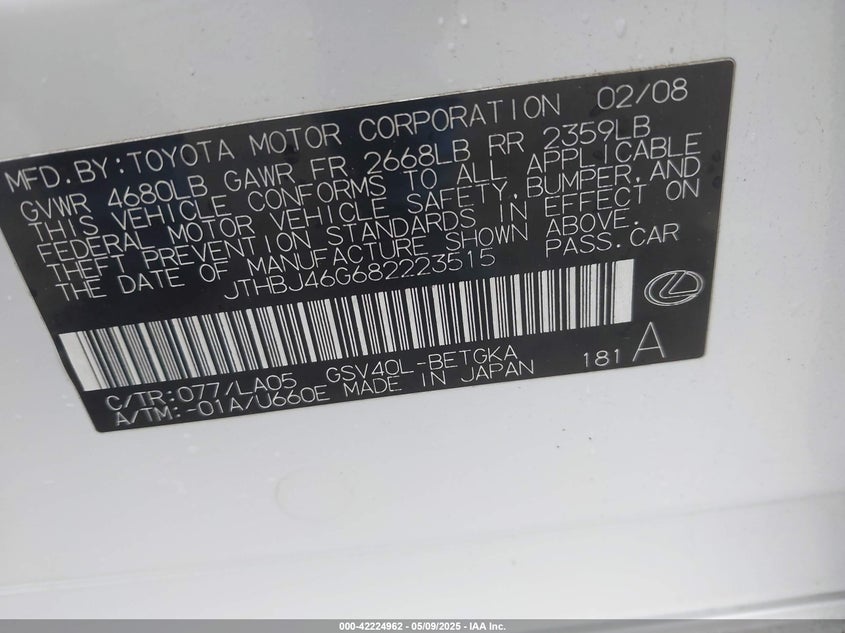 MFD.BY:TOYOTA MOTOR CORPORATION 02/08
GVWR 4680LB GAWR FR 2668LB RR 2359LB
THIS VEHICLE CONFORMS TO ALL APPLICABLE
FEDERAL MOTOR VEHICLE SAFETY,BUMPER,AND
THEFT PREVENTION STANDARDS IN EFFECT ON
THE DATE OF MANUFACTURE SHOWN ABOVE.
JTHBJ46G682223515 PASS.CAR
C/TR:077/LA05 GSV40L-BETGKA 181 A
A/TM:-01A/U660E MADE IN JAPAN
000-42224962 - 05/09/2025 - IAA Inc.